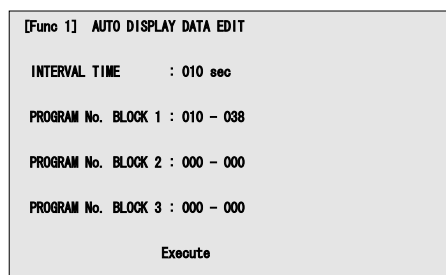 [Func 1] AUTO DISPLAY DATA EDIT
INTERVAL TIME : 010 sec
PROGRAM No. BLOCK 1 : 010 - 038
PROGRAM No. BLOCK 2 : 000 - 000
PROGRAM No. BLOCK 3 : 000 - 000
Execute